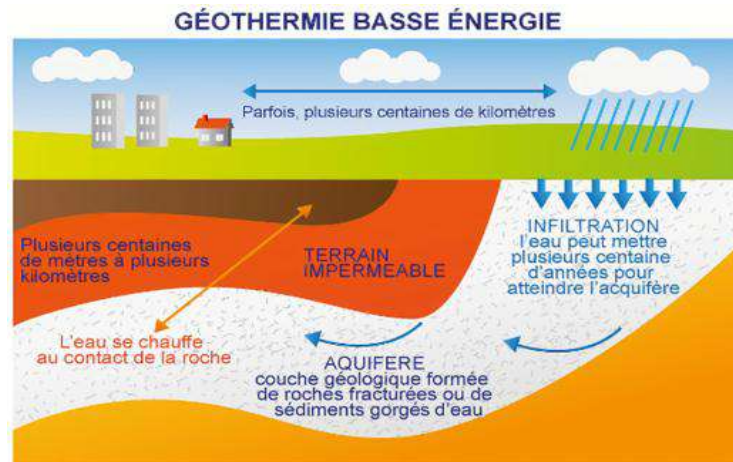 GÉOTHERMIE BASSE ÉNERGIE
Parfois, plusieurs centaines de kilomètres
Plusieurs centaines
de mètres à plusieurs
kilomètres
TERRAIN
IMPERMEABLE
INFILTRATION
l'eau peut mettre
plusieurs centaine
d'années pour
atteindre l'acquifère
L'eau se chauffe
au contact de la roche
AQUIFERE
couche géologique formée
de roches fracturées ou de
sédiments gorgés d'eau